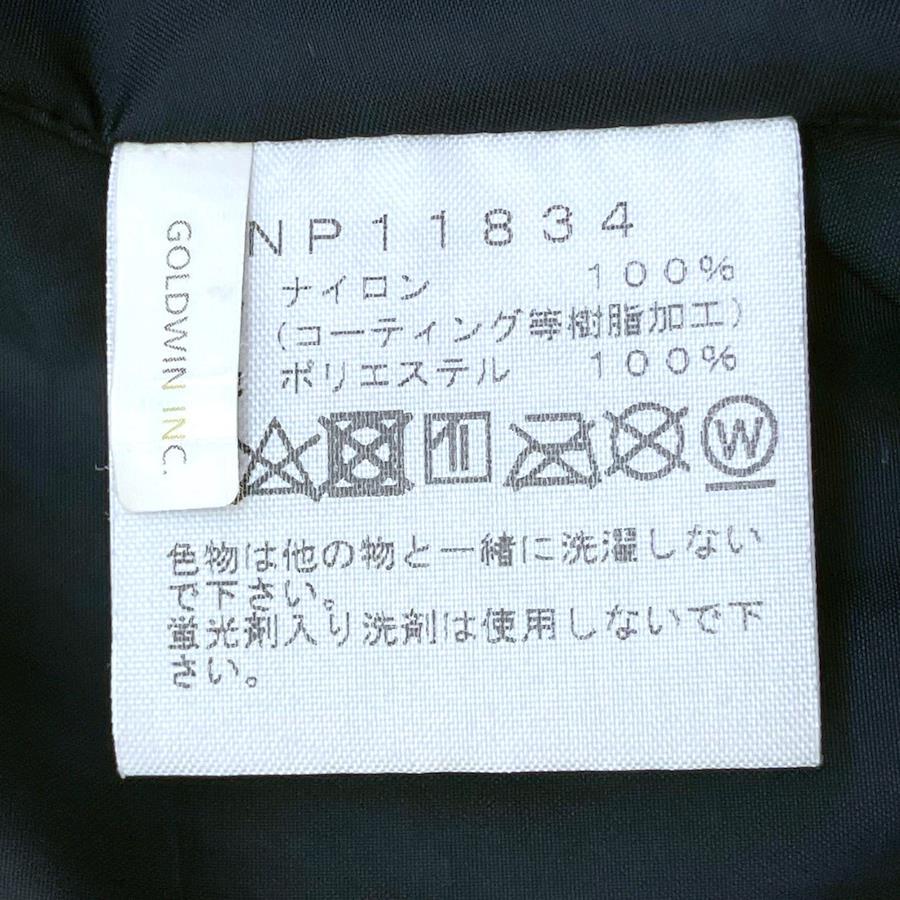 GOLDWIN INC.
NP11834
ナイロン 100%
(コーティング等樹脂加工)
ポリエステル 100%
W
色物は他の物と一緒に洗濯しない
で下さい。
蛍光剤入り洗剤は使用しないで下
さい。